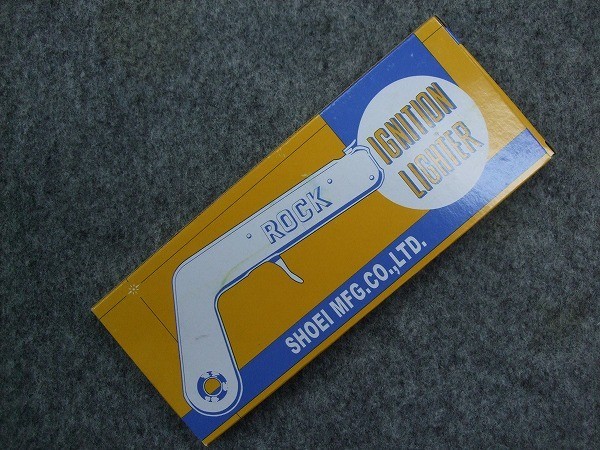 IGNITION
LIGHTER
ROCK
SHOEI MFG.CO.,LTD.